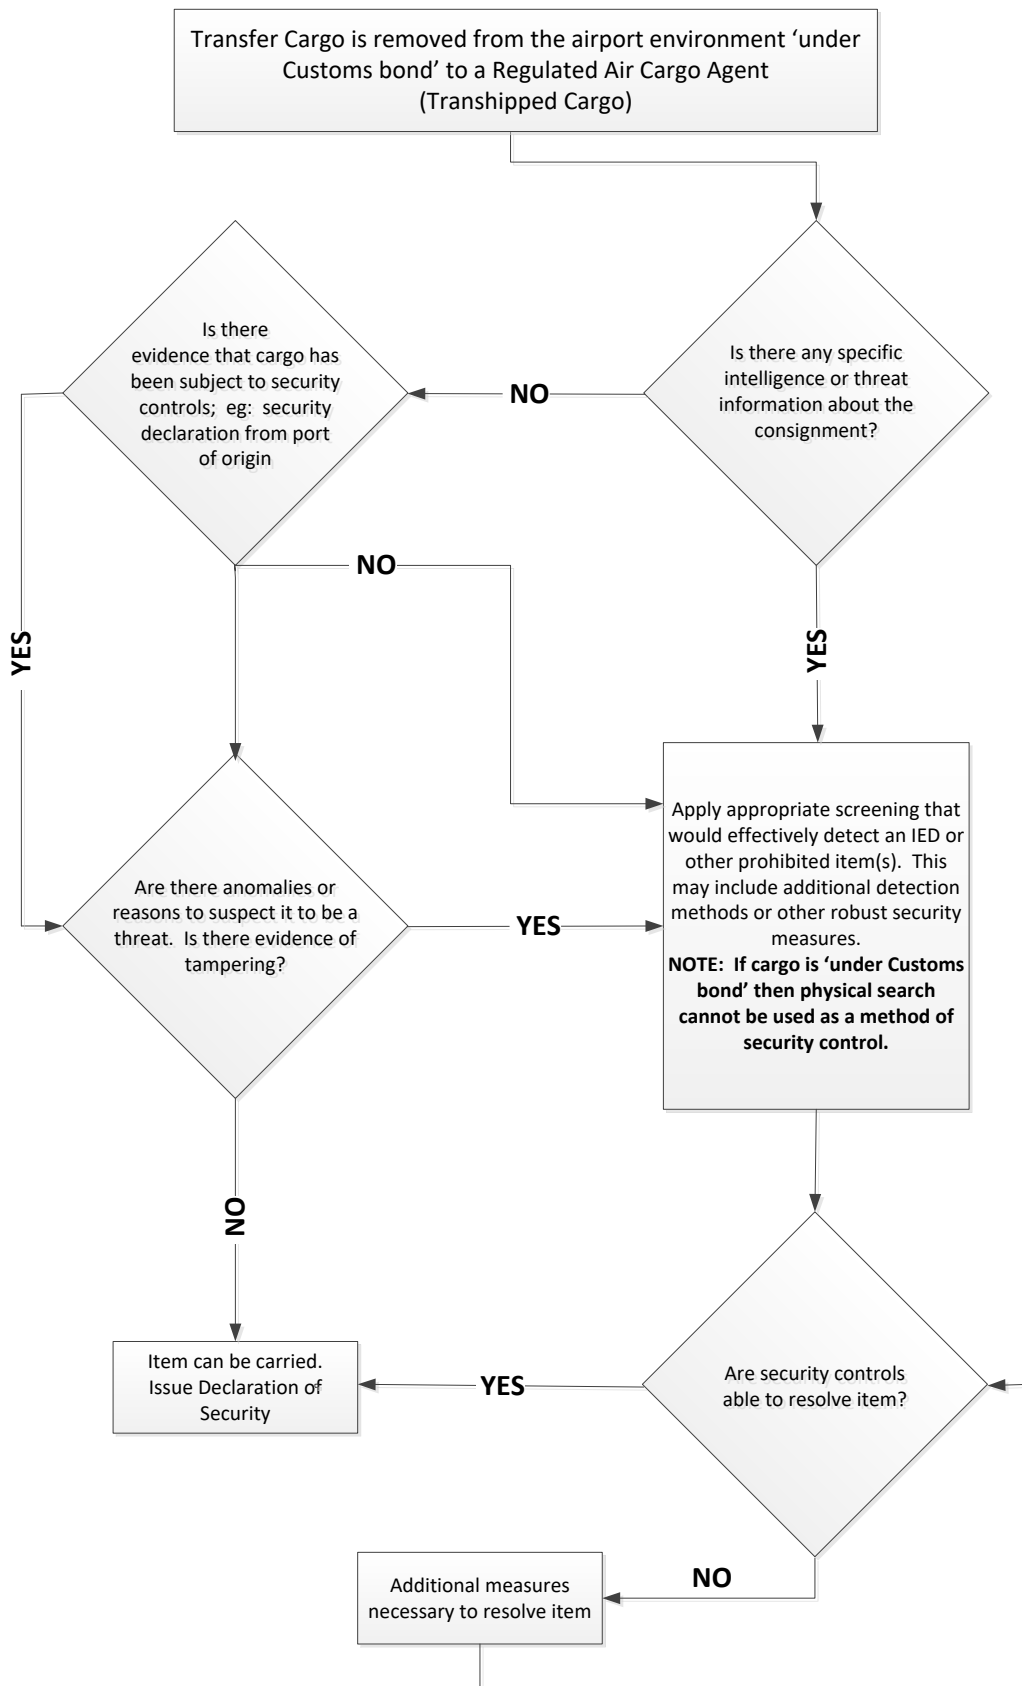 Transfer Cargo is removed from the airport environment ‘under
Customs bond’ to a Regulated Air Cargo Agent
(Transhipped Cargo)
Is there
evidence that cargo has
been subject to security
controls;  eg:  security
declaration from port
of origin
NO
Is there any specific
intelligence or threat
information about the
consignment?
NO
YES
YES
Are there anomalies or
reasons to suspect it to be a
threat.  Is there evidence of
tampering?
YES
Apply appropriate screening that
would effectively detect an IED or
other prohibited item(s).  This
may include additional detection
methods or other robust security
measures.
NOTE:  If cargo is ‘under Customs
bond’ then physical search
cannot be used as a method of
security control.
NO
Item can be carried.
Issue Declaration of
Security
YES
Are security controls
able to resolve item?
NO
Additional measures
necessary to resolve item